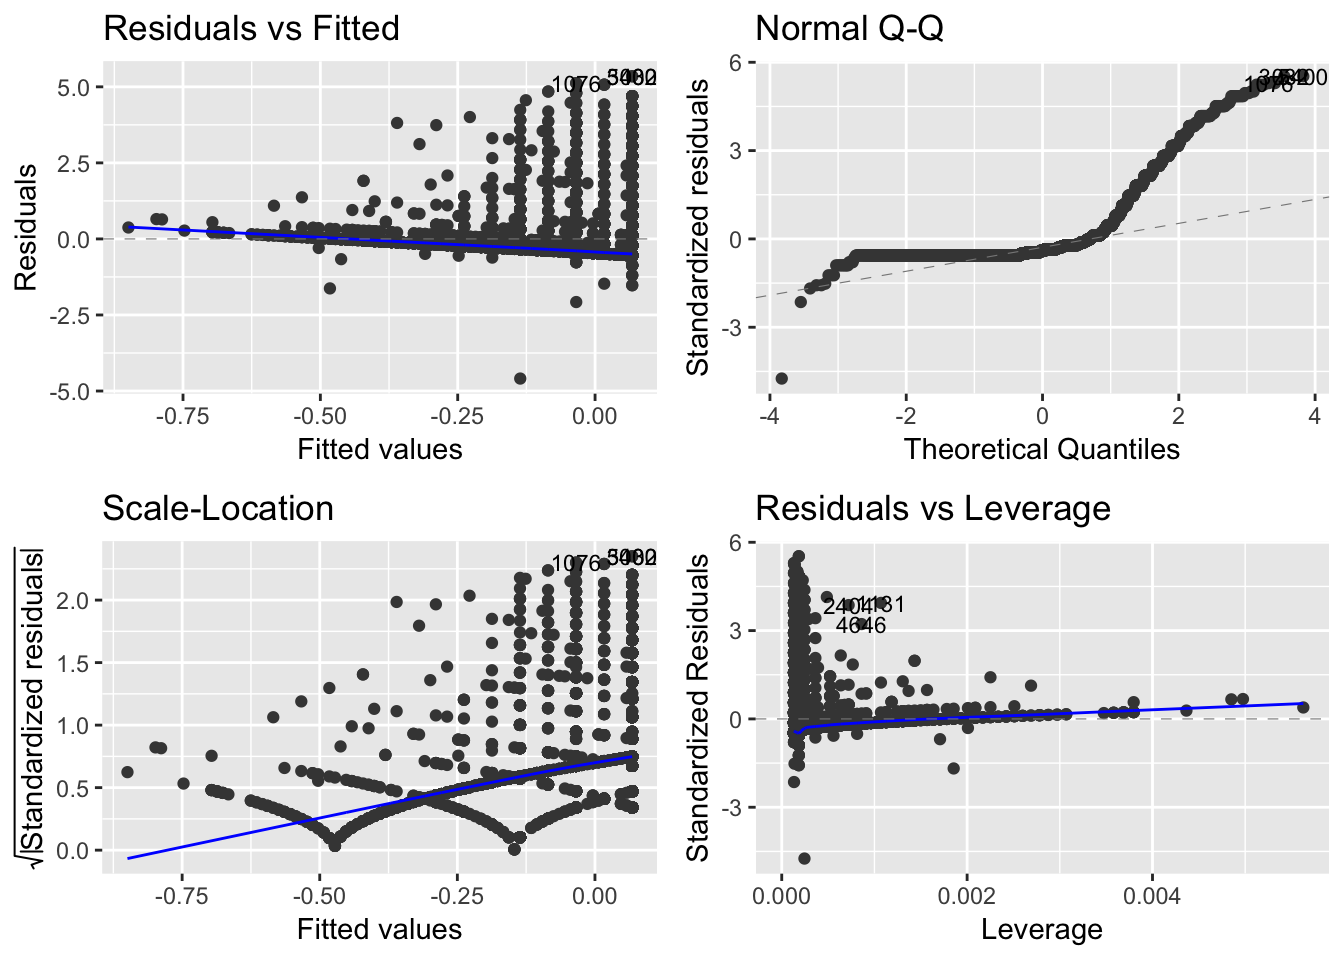 Residuals vs Fitted
5.0
2.5
0.0
-2.5
-5.0
Residuals
1076
-0.75 -0.50 -0.25 0.00
Fitted values
Normal Q-Q
6
3
0
-3
Standardized residuals
1076
-4 -2 0 2 4
Theoretical Quantiles
Scale-Location
2.0
1.5
1.0
0.5
0.0
√|Standardized residuals|
1076
-0.75 -0.50 -0.25 0.00
Fitted values
Residuals vs Leverage
6
3
0
-3
Standardized Residuals
2404 1131
4646
0.000 0.002 0.004
Leverage